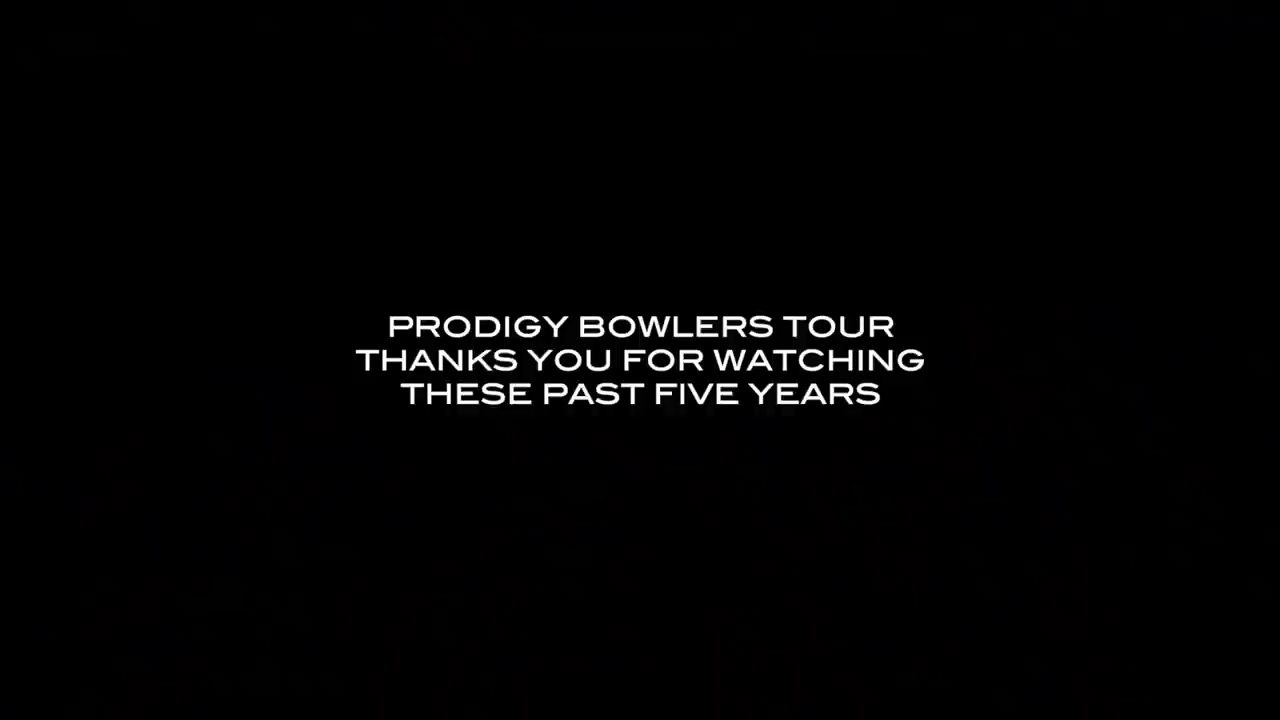 PRODIGY BOWLERS TOUR
THANKS YOU FOR WATCHING
THESE PAST FIVE YEARS